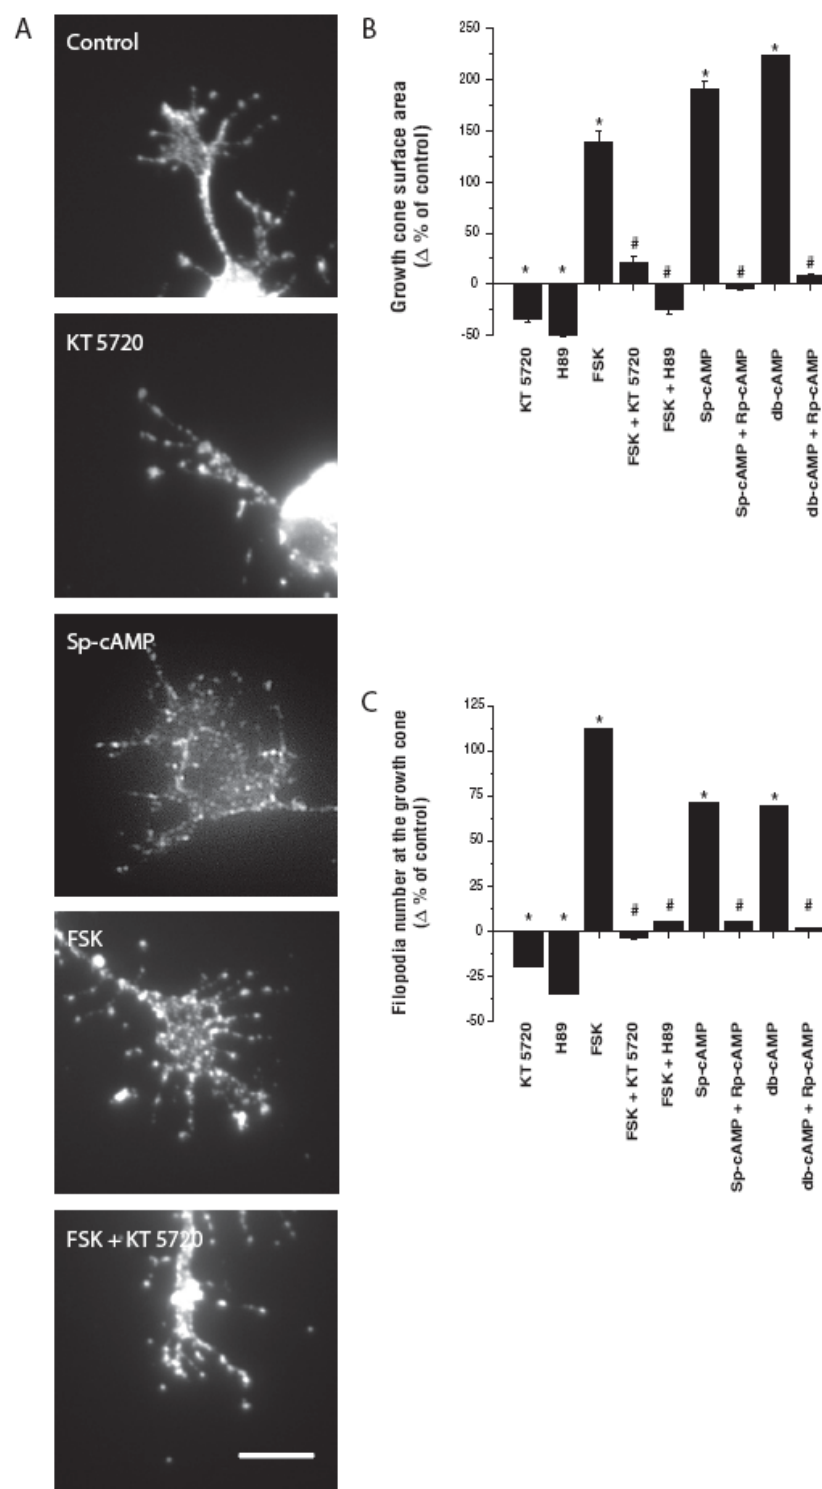 A
Control
KT 5720
Sp-cAMP
FSK
FSK + KT 5720
B
Growth cone surface area
(Δ % of control)
250
200
150
100
50
0
-50
*
*
*
#
#
*
#
*
#
KT 5720
H89
FSK
FSK + KT 5720
FSK + H89
Sp-cAMP
Sp-cAMP + Rp-cAMP
db-cAMP
db-cAMP + Rp-cAMP
C
Filopodia number at the growth cone
(Δ % of control)
125
100
75
50
25
0
-25
-50
*
*
*
#
#
*
#
*
#
KT 5720
H89
FSK
FSK + KT 5720
FSK + H89
Sp-cAMP
Sp-cAMP + Rp-cAMP
db-cAMP
db-cAMP + Rp-cAMP